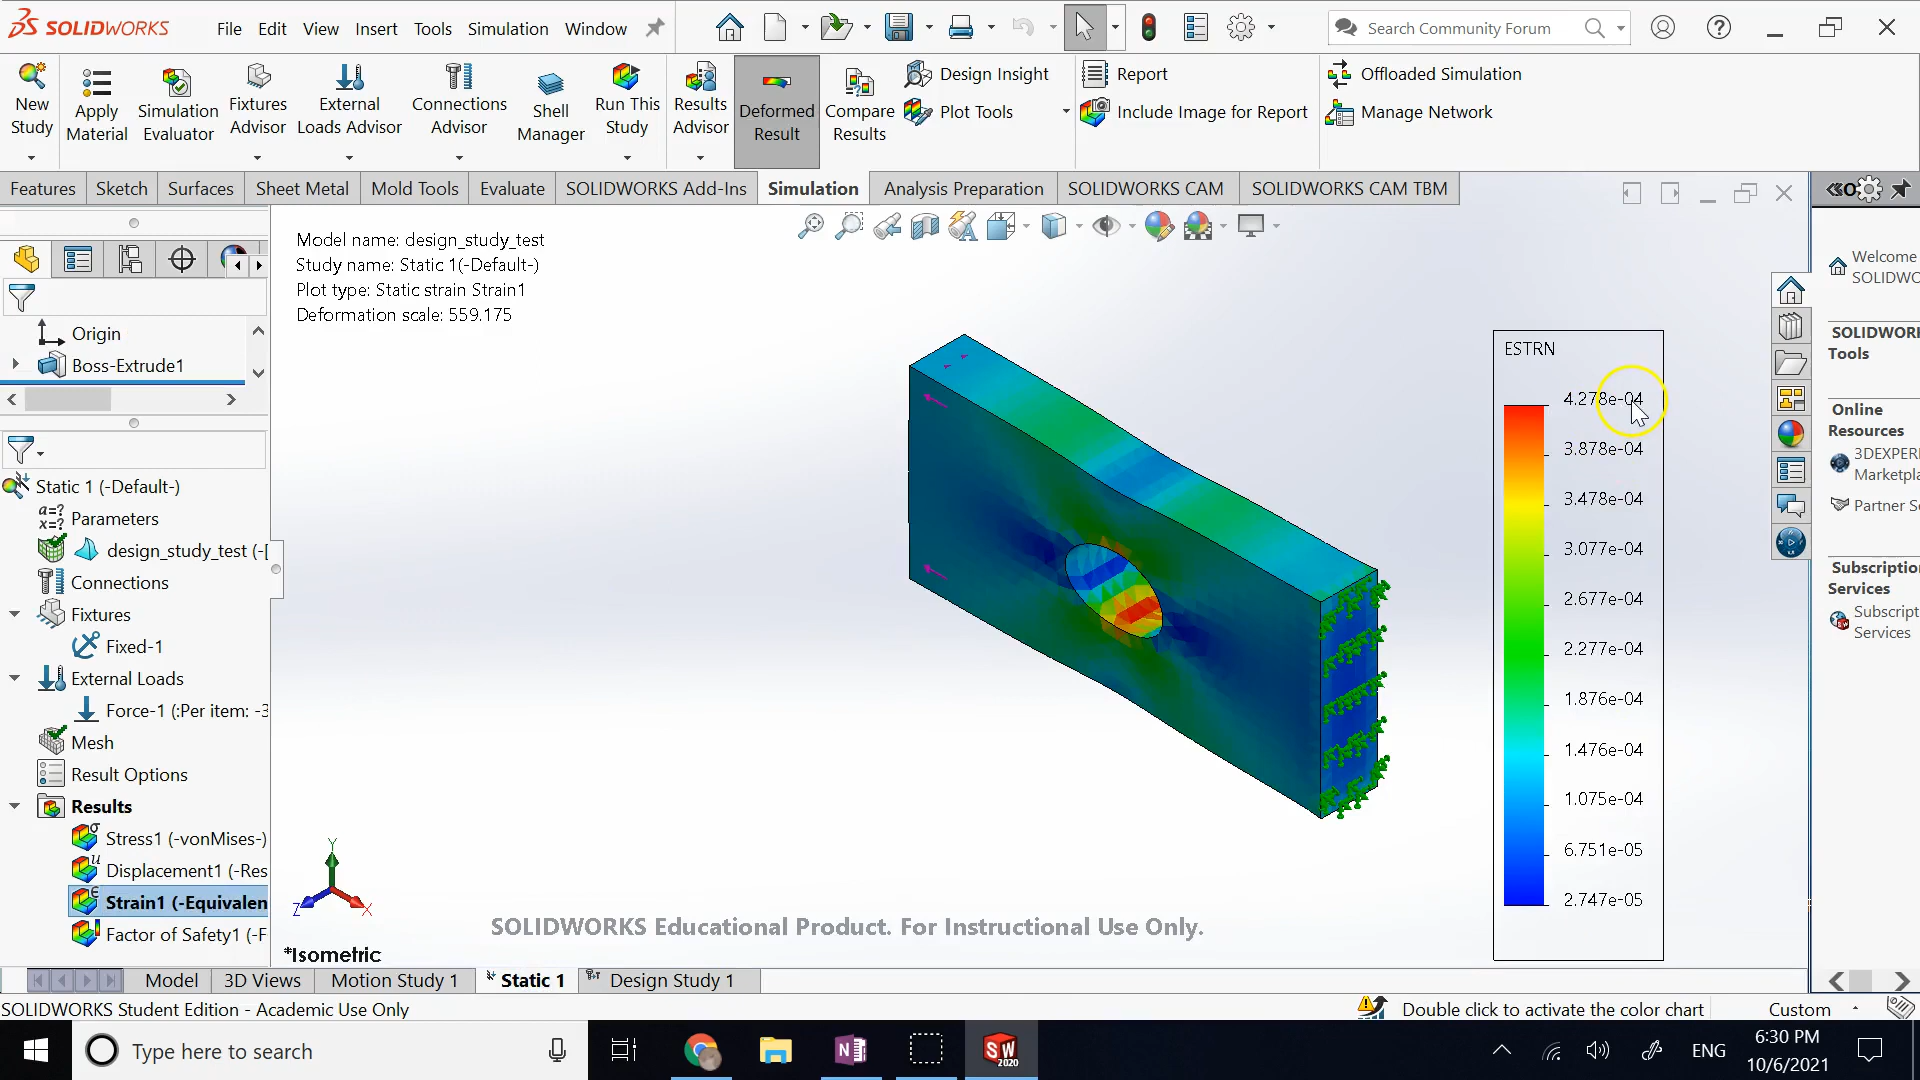 SOLIDWORKS
File Edit View Insert Tools Simulation Window
Search Community Forum
New Study
Apply Material
Simulation Evaluator
Fixtures Advisor
External Loads Advisor
Connections Advisor
Shell Manager
Run This Study
Results Advisor
Deformed Result
Compare Results
Design Insight
Plot Tools
Report
Include Image for Report
Offloaded Simulation
Manage Network
Features Sketch Surfaces Sheet Metal Mold Tools Evaluate SOLIDWORKS Add-Ins Simulation Analysis Preparation SOLIDWORKS CAM SOLIDWORKS CAM TBM
Origin
Boss-Extrude1
Static 1 (-Default-)
Parameters
design_study_test (-[
Connections
Fixtures
Fixed-1
External Loads
Force-1 (:Per item: -3
Mesh
Result Options
Results
Stress1 (-vonMises-)
Displacement1 (-Res
Strain1 (-Equivalen
Factor of Safety1 (-F
Model name: design_study_test
Study name: Static 1(-Default-)
Plot type: Static strain Strain1
Deformation scale: 559.175
ESTRN
4.278e-04
3.878e-04
3.478e-04
3.077e-04
2.677e-04
2.277e-04
1.876e-04
1.476e-04
1.075e-04
6.751e-05
2.747e-05
Y
Z
X
SOLIDWORKS Educational Product. For Instructional Use Only.
*Isometric
Welcome
SOLIDWO
SOLIDWOR
Tools
Online
Resources
3DEXPERI
Marketpla
Partner Se
Subscription
Services
Subscript
Services
Model 3D Views Motion Study 1 Static 1 Design Study 1
SOLIDWORKS Student Edition - Academic Use Only
Double click to activate the color chart
Custom
Type here to search
SW
2020
ENG
6:30 PM
10/6/2021